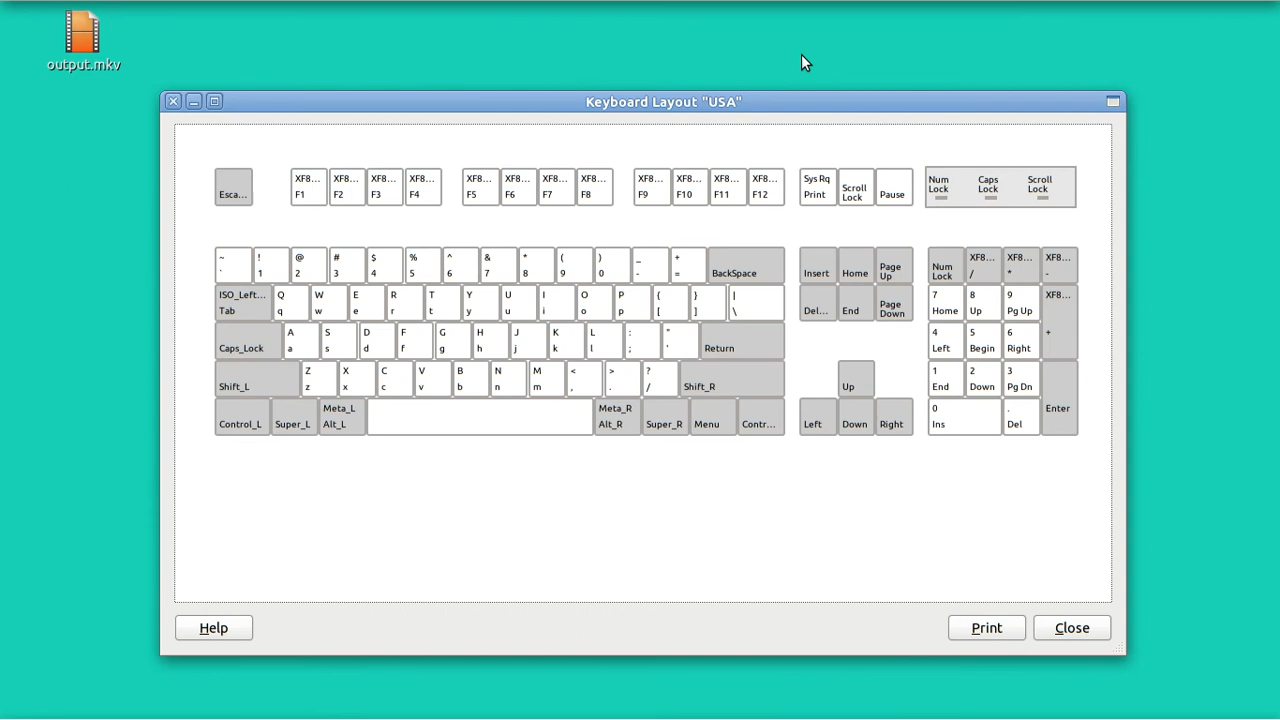 output.mkv
Keyboard Layout "USA"
Esca... XF8... F1 XF8... F2 XF8... F3 XF8... F4 XF8... F5 XF8... F6 XF8... F7 XF8... F8 XF8... F9 XF8... F10 XF8... F11 XF8... F12 Sys Rq Print Scroll Lock Pause Num Lock Caps Lock Scroll Lock
~ ` ! 1 @ 2 # 3 $ 4 % 5 ^ 6 & 7 * 8 ( 9 ) 0 _ - + = BackSpace Insert Home Page Up Num Lock XF8... / XF8... * XF8... -
ISO_Left... Tab Q q W w E e R r T t Y y U u I i O o P p { [ } ] | \ Del... End Page Down 7 Home 8 Up 9 Pg Up XF8... +
Caps_Lock A a S s D d F f G g H h J j K k L l : ; " ' Return 4 Left 5 Begin 6 Right
Shift_L Z z X x C c V v B b N n M m < , > . ? / Shift_R Up 1 End 2 Down 3 Pg Dn Enter
Control_L Super_L Meta_L Alt_L Meta_R Alt_R Super_R Menu Contr... Left Down Right 0 Ins . Del
Help Print Close